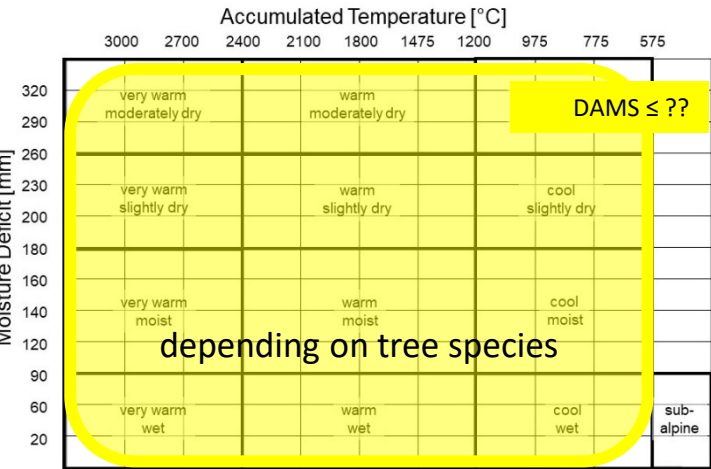 Accumulated Temperature [°C]
3000 2700 2400 2100 1800 1475 1200 975 775 575
Moisture Deficit [mm]
320
290
260
230
200
180
160
140
120
90
60
20
very warm
moderately dry
warm
moderately dry
DAMS ≤ ??
very warm
slightly dry
warm
slightly dry
cool
slightly dry
very warm
moist
warm
moist
cool
moist
depending on tree species
very warm
wet
warm
wet
cool
wet
sub-
alpine